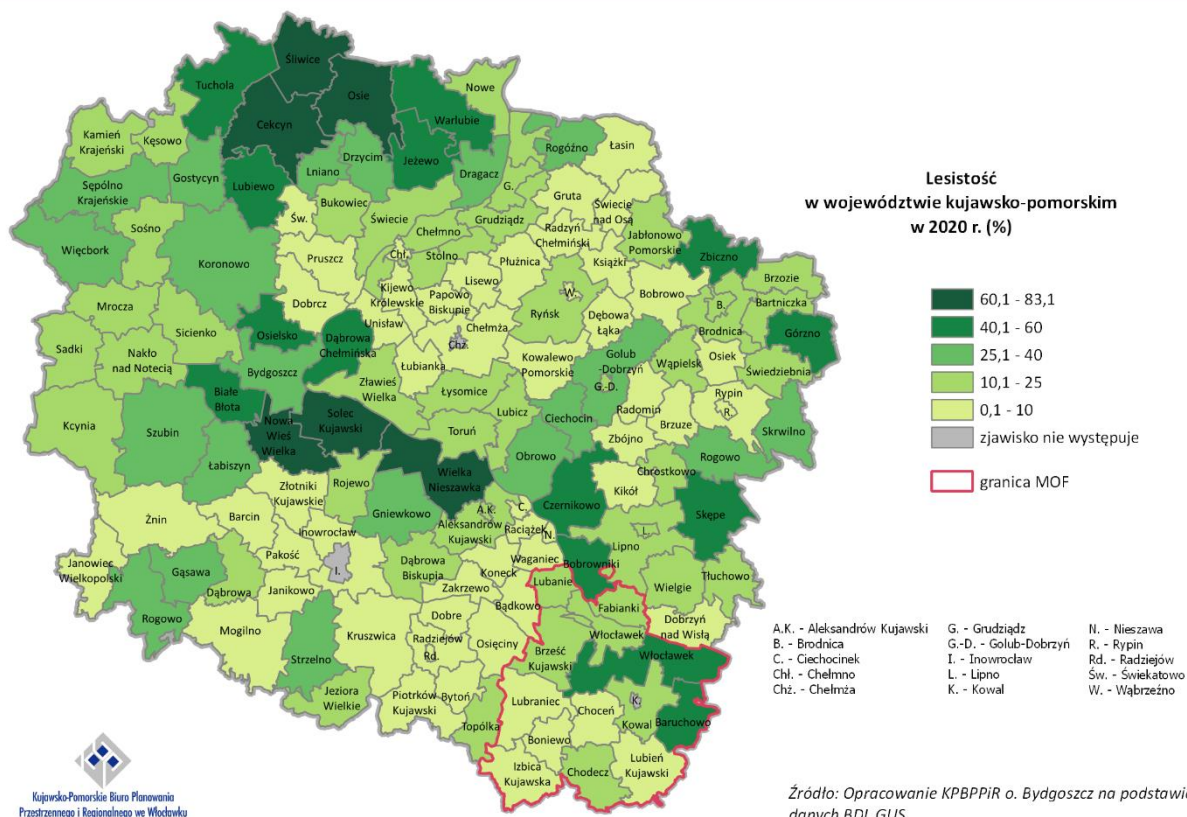 Lesistość
w województwie kujawsko-pomorskim
w 2020 r. (%)
60,1 - 83,1
40,1 - 60
25,1 - 40
10,1 - 25
0,1 - 10
zjawisko nie występuje
granica MOF
Śliwice
Tuchola
Osie
Nowe
Cekcyn
Warlubie
Kamień
Krajeński
Kęsowo
Rogóźno
Łasin
Drzycim
Jeżewo
Gostycyn
Lubiewo
Lniano
Dragacz
Sępólno
Krajeńskie
G.
Gruta
Świecie
nad Osą
Bukowiec
Św.
Świecie
Grudziądz
Sośno
Chełmno
Radzyń
Chełmiński
Jabłonowo
Pomorskie
Zbiczno
Więcbork
Koronowo
Pruszcz
Chł.
Stolno
Płużnica
Książki
Brzozie
Kijewo
Królewskie
Lisewo
W.
Bobrowo
B.
Bartniczka
Mrocza
Dobrcz
Papowo
Biskupie
Ryńsk
Unisław
Chełmża
Dębowa
Łąka
Brodnica
Górzno
Sicienko
Osielsko
Dąbrowa
Chełmińska
Chż.
Sadki
Nakło
nad Notecią
Łubianka
Kowalewo
Pomorskie
Golub
-Dobrzyń
Wąpielsk
Osiek
Świedziebnia
Bydgoszcz
G.-D.
Zławieś
Wielka
Łysomice
Rypin
R.
Białe
Błota
Solec
Kujawski
Lubicz
Ciechocin
Radomin
Brzuze
Kcynia
Szubin
Nowa
Wieś
Wielka
Toruń
Zbójno
Skrwilno
Łabiszyn
Wielka
Nieszawka
Obrowo
Rogowo
Złotniki
Kujawskie
Rojewo
Chrostkowo
Kikół
Czernikowo
Skępe
Gniewkowo
A.K.
C.
Żnin
Barcin
Inowrocław
Aleksandrów
Kujawski
Raciążek
N.
L.
Pakość
I.
Waganiec
Lipno
Janowiec
Wielkopolski
Gąsawa
Dąbrowa
Biskupia
Koneck
Bobrowniki
Tłuchowo
Dąbrowa
Janikowo
Zakrzewo
Lubanie
Wielgie
Rogowo
Bądkowo
Fabianki
Dobre
Dobrzyń
nad Wisłą
Mogilno
Kruszwica
Radziejów
Rd.
Osięciny
Włocławek
Strzelno
Brześć
Kujawski
Włocławek
Jeziora
Wielkie
Piotrków
Kujawski
Bytoń
Lubraniec
K.
Choceń
Kowal
Baruchowo
Topólka
Boniewo
Izbica
Kujawska
Chodecz
Lubień
Kujawski
A.K. - Aleksandrów Kujawski
B. - Brodnica
C. - Ciechocinek
Chł. - Chełmno
Chż. - Chełmża
G. - Grudziądz
G.-D. - Golub-Dobrzyń
I. - Inowrocław
L. - Lipno
K. - Kowal
N. - Nieszawa
R. - Rypin
Rd. - Radziejów
Św. - Świekatowo
W. - Wąbrzeźno
Kujawsko-Pomorskie Biuro Planowania
Przestrzennego i Regionalnego we Włocławku
Źródło: Opracowanie KPBPPiR o. Bydgoszcz na podstawie
danych BDL GUS